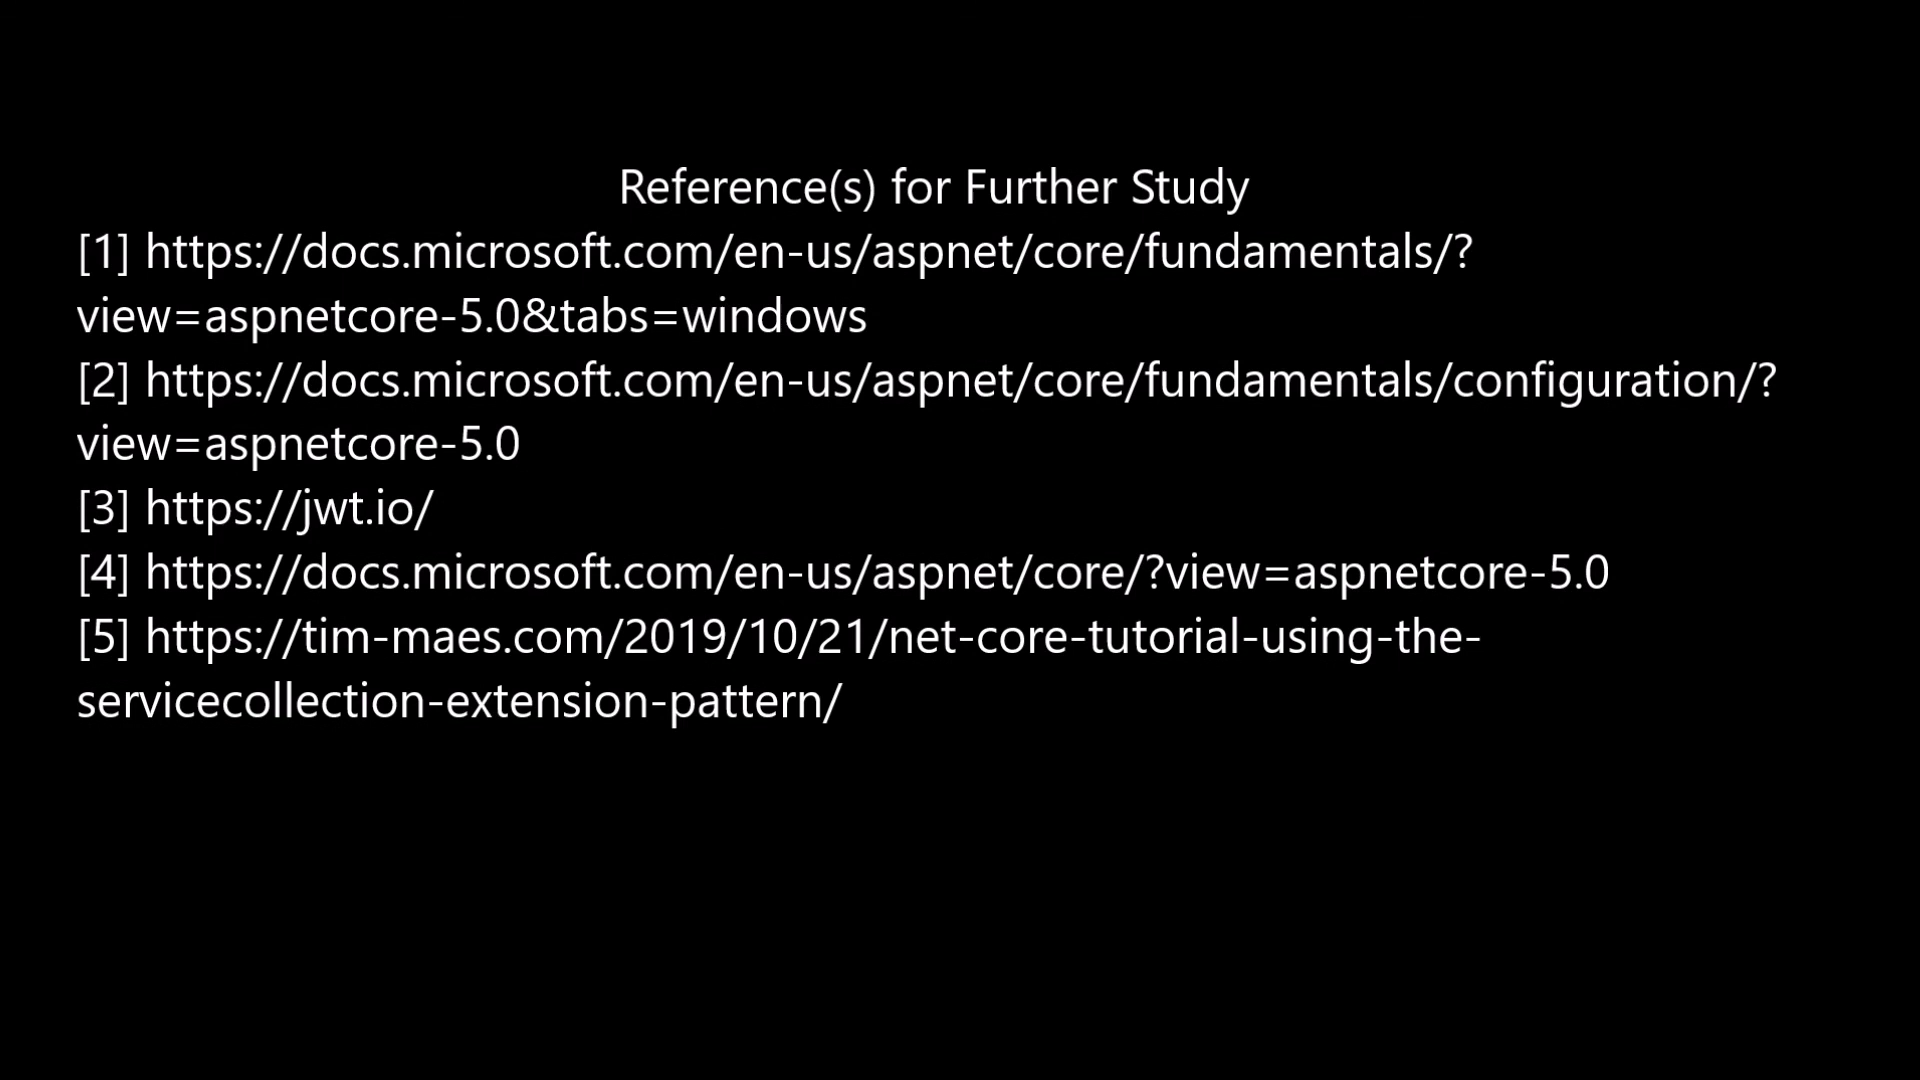 Reference(s) for Further Study
[1] https://docs.microsoft.com/en-us/aspnet/core/fundamentals/?
view=aspnetcore-5.0&tabs=windows
[2] https://docs.microsoft.com/en-us/aspnet/core/fundamentals/configuration/?
view=aspnetcore-5.0
[3] https://jwt.io/
[4] https://docs.microsoft.com/en-us/aspnet/core/?view=aspnetcore-5.0
[5] https://tim-maes.com/2019/10/21/net-core-tutorial-using-the-
servicecollection-extension-pattern/